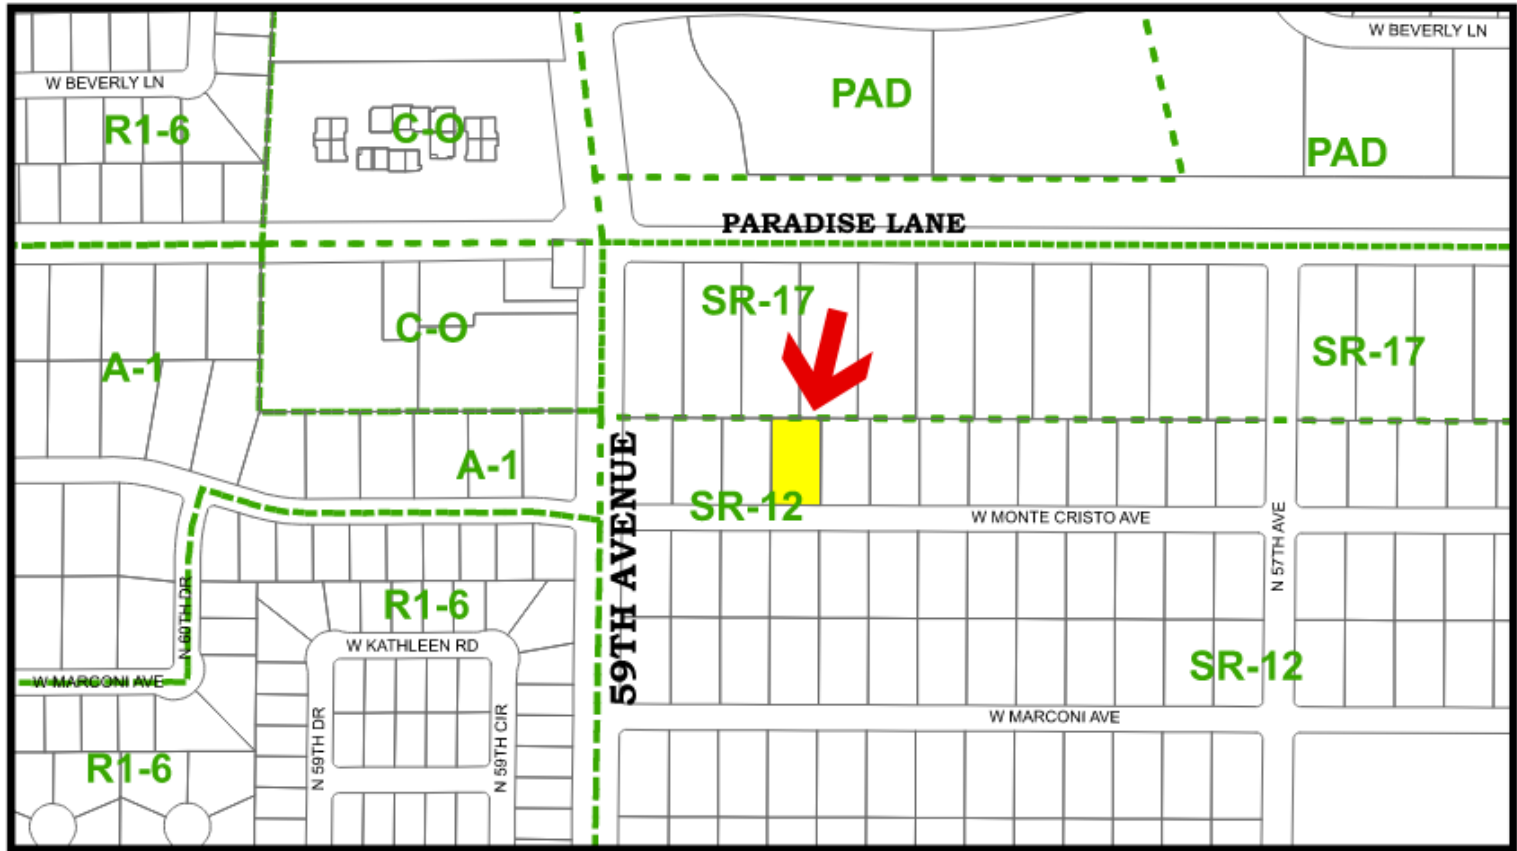 W BEVERLY LN
W BEVERLY LN
PAD
R1-6
C-O
PAD
PARADISE LANE
SR-17
C-O
SR-17
A-1
A-1
SR-12
W MONTE CRISTO AVE
N 57TH AVE
59TH AVENUE
N 60TH DR
R1-6
W KATHLEEN RD
SR-12
W MARCONI AVE
W MARCONI AVE
N 59TH DR
N 59TH CIR
R1-6